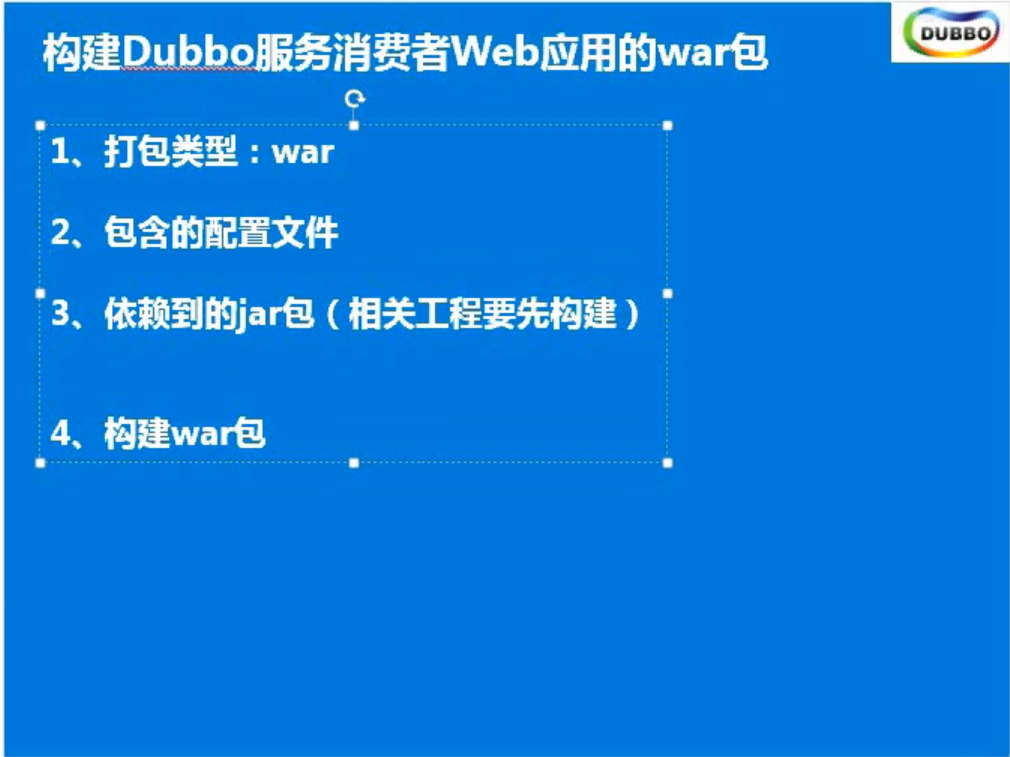 构建Dubbo服务消费者Web应用的war包
DUBBO
1、打包类型：war
2、包含的配置文件
3、依赖到的jar包（相关工程要先构建）
4、构建war包